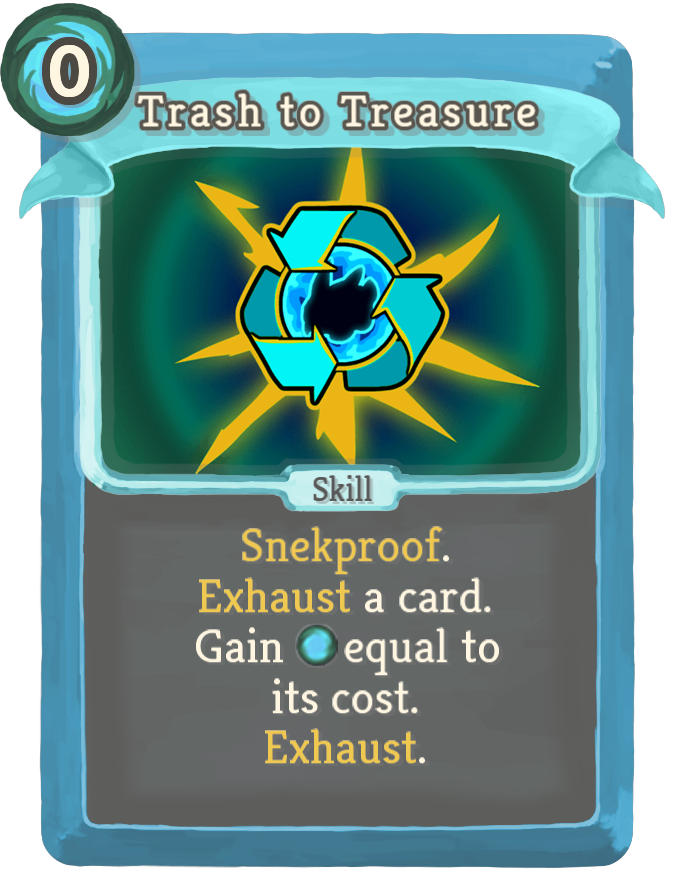 0
Trash to Treasure
Skill
Snekproof.
Exhaust a card.
Gain equal to
its cost.
Exhaust.